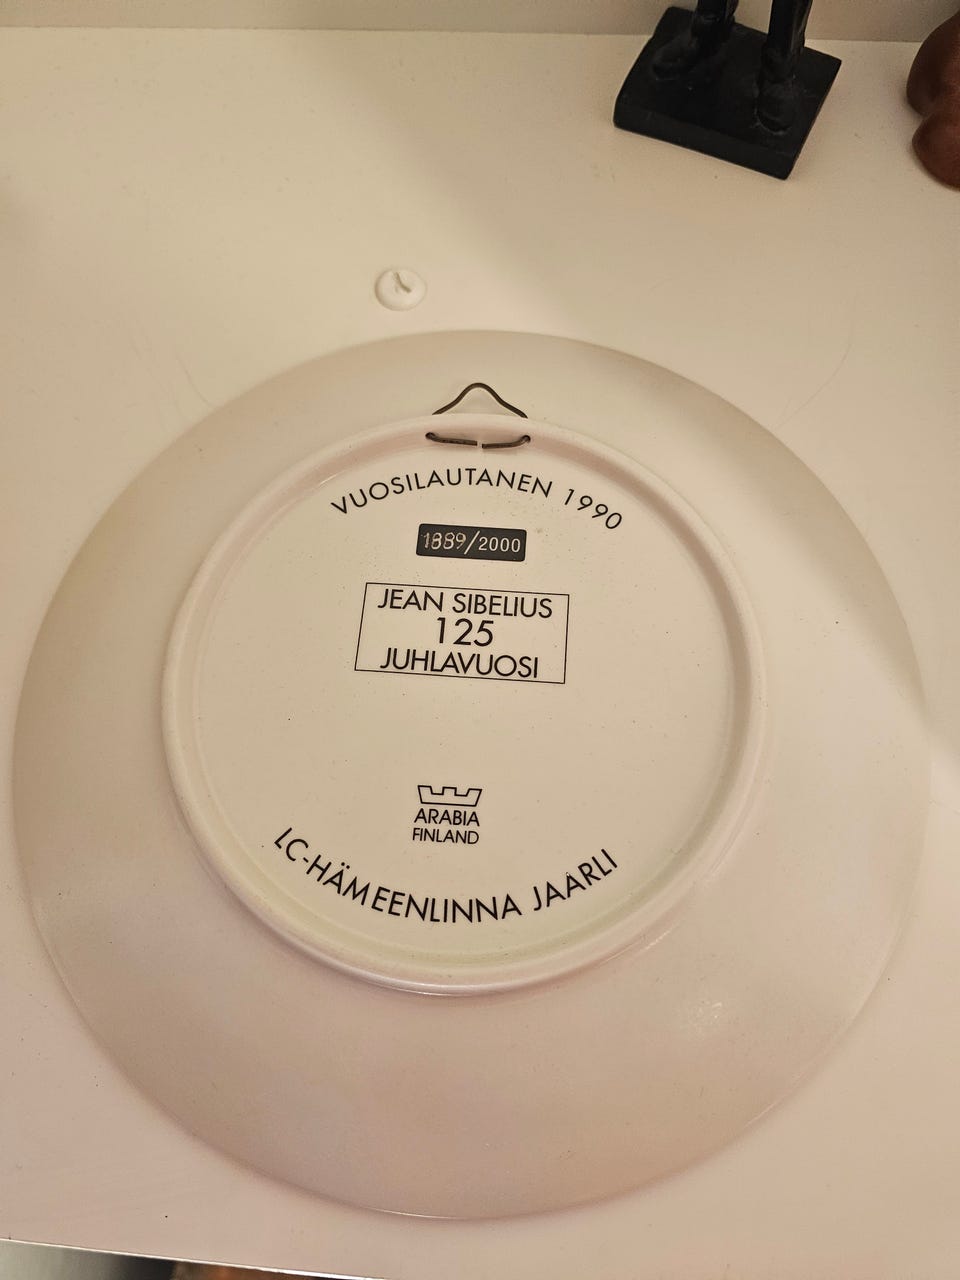 VUOSILAUTANEN 1990
1889/2000
JEAN SIBELIUS
125
JUHLAVUOSI
ARABIA
FINLAND
LC-HÄMEENLINNA JAARLI